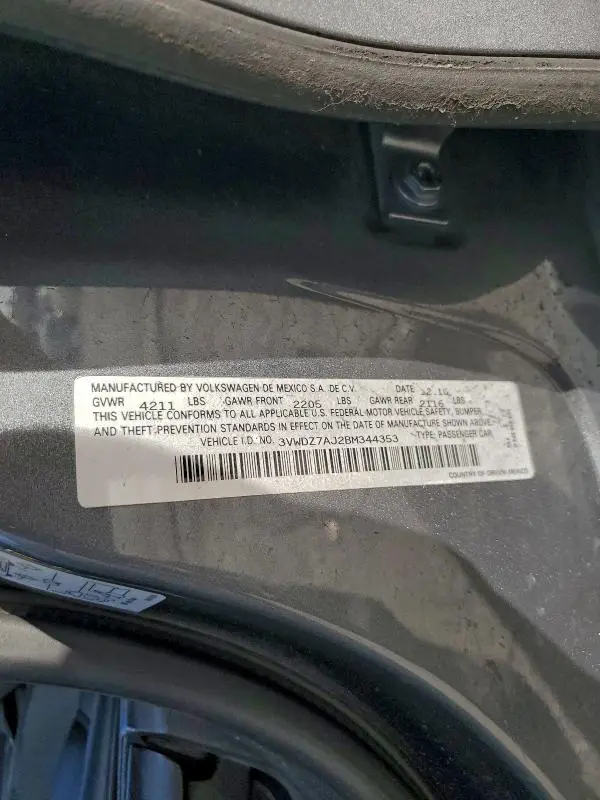 MANUFACTURED BY VOLKSWAGEN DE MEXICO S.A. DE C.V. DATE
GVWR 4211 LBS GAWR FRONT 2205 LBS GAWR REAR 2116 LBS
THIS VEHICLE CONFORMS TO ALL APPLICABLE U.S. FEDERAL MOTOR VEHICLE SAFETY, BUMPER,
AND THEFT PREVENTION STANDARDS IN EFFECT ON THE DATE OF MANUFACTURE SHOWN ABOVE.
VEHICLE I.D. NO.: 3VWDZ7AJ2BM344353 TYPE: PASSENGER CAR
COUNTRY OF ORIGIN: MEXICO